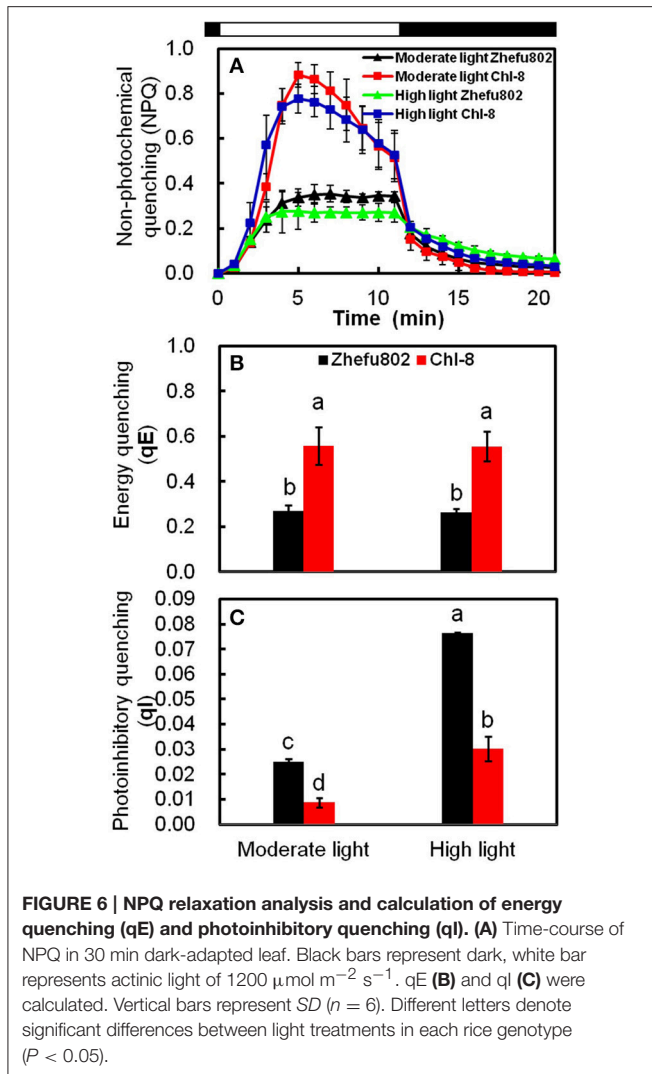 A
Moderate light Zhefu802
Moderate light Chl-8
High light Zhefu802
High light Chl-8
Non-photochemical
quenching (NPQ)
1.0
0.8
0.6
0.4
0.2
0.0
0 5 10 15 20
Time (min)
B
Zhefu802 Chl-8
Energy quenching
(qE)
1.0
0.8
0.6
0.4
0.2
0.0
b a b a
C
Photoinhibitory quenching
(qI)
0.09
0.08
0.07
0.06
0.05
0.04
0.03
0.02
0.01
0.00
c d a b
Moderate light High light
FIGURE 6 | NPQ relaxation analysis and calculation of energy
quenching (qE) and photoinhibitory quenching (qI). (A) Time-course of
NPQ in 30 min dark-adapted leaf. Black bars represent dark, white bar
represents actinic light of 1200 μmol m⁻² s⁻¹. qE (B) and qI (C) were
calculated. Vertical bars represent SD (n = 6). Different letters denote
significant differences between light treatments in each rice genotype
(P < 0.05).